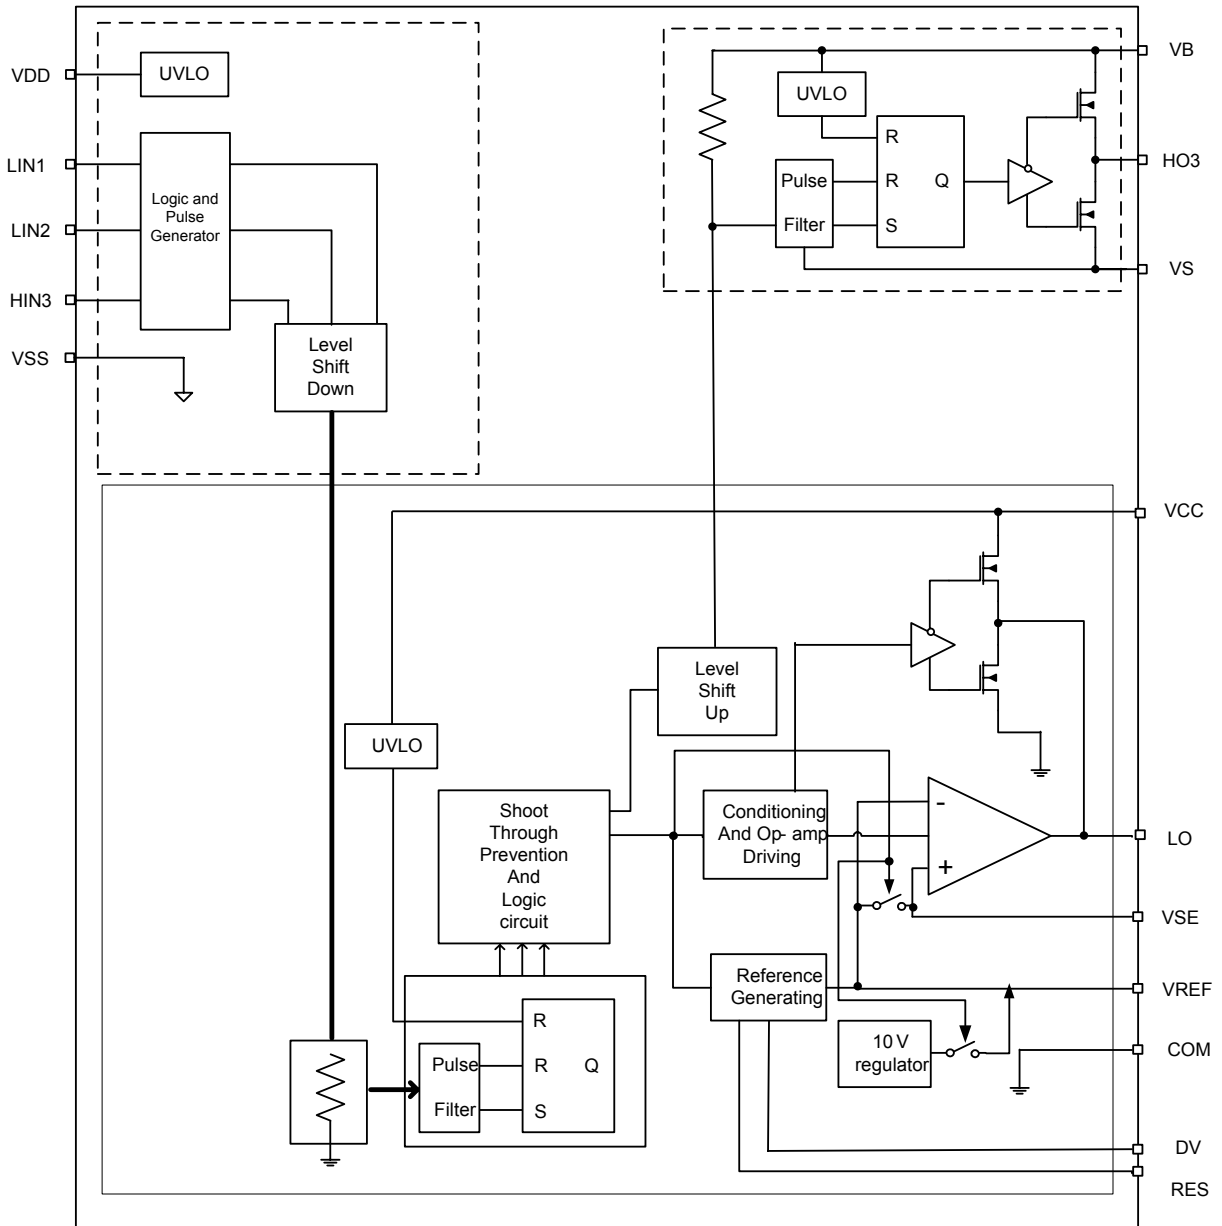 VDD
UVLO
LIN1
LIN2
HIN3
VSS
Logic and
Pulse
Generator
Level
Shift
Down
VB
UVLO
R
Pulse
R
Q
Filter
S
HO3
VS
VCC
Level
Shift
Up
UVLO
Shoot
Through
Prevention
And
Logic
circuit
Conditioning
And Op- amp
Driving
-
+
LO
VSE
Reference
Generating
VREF
10 V
regulator
COM
R
Pulse
R
Q
Filter
S
DV
RES